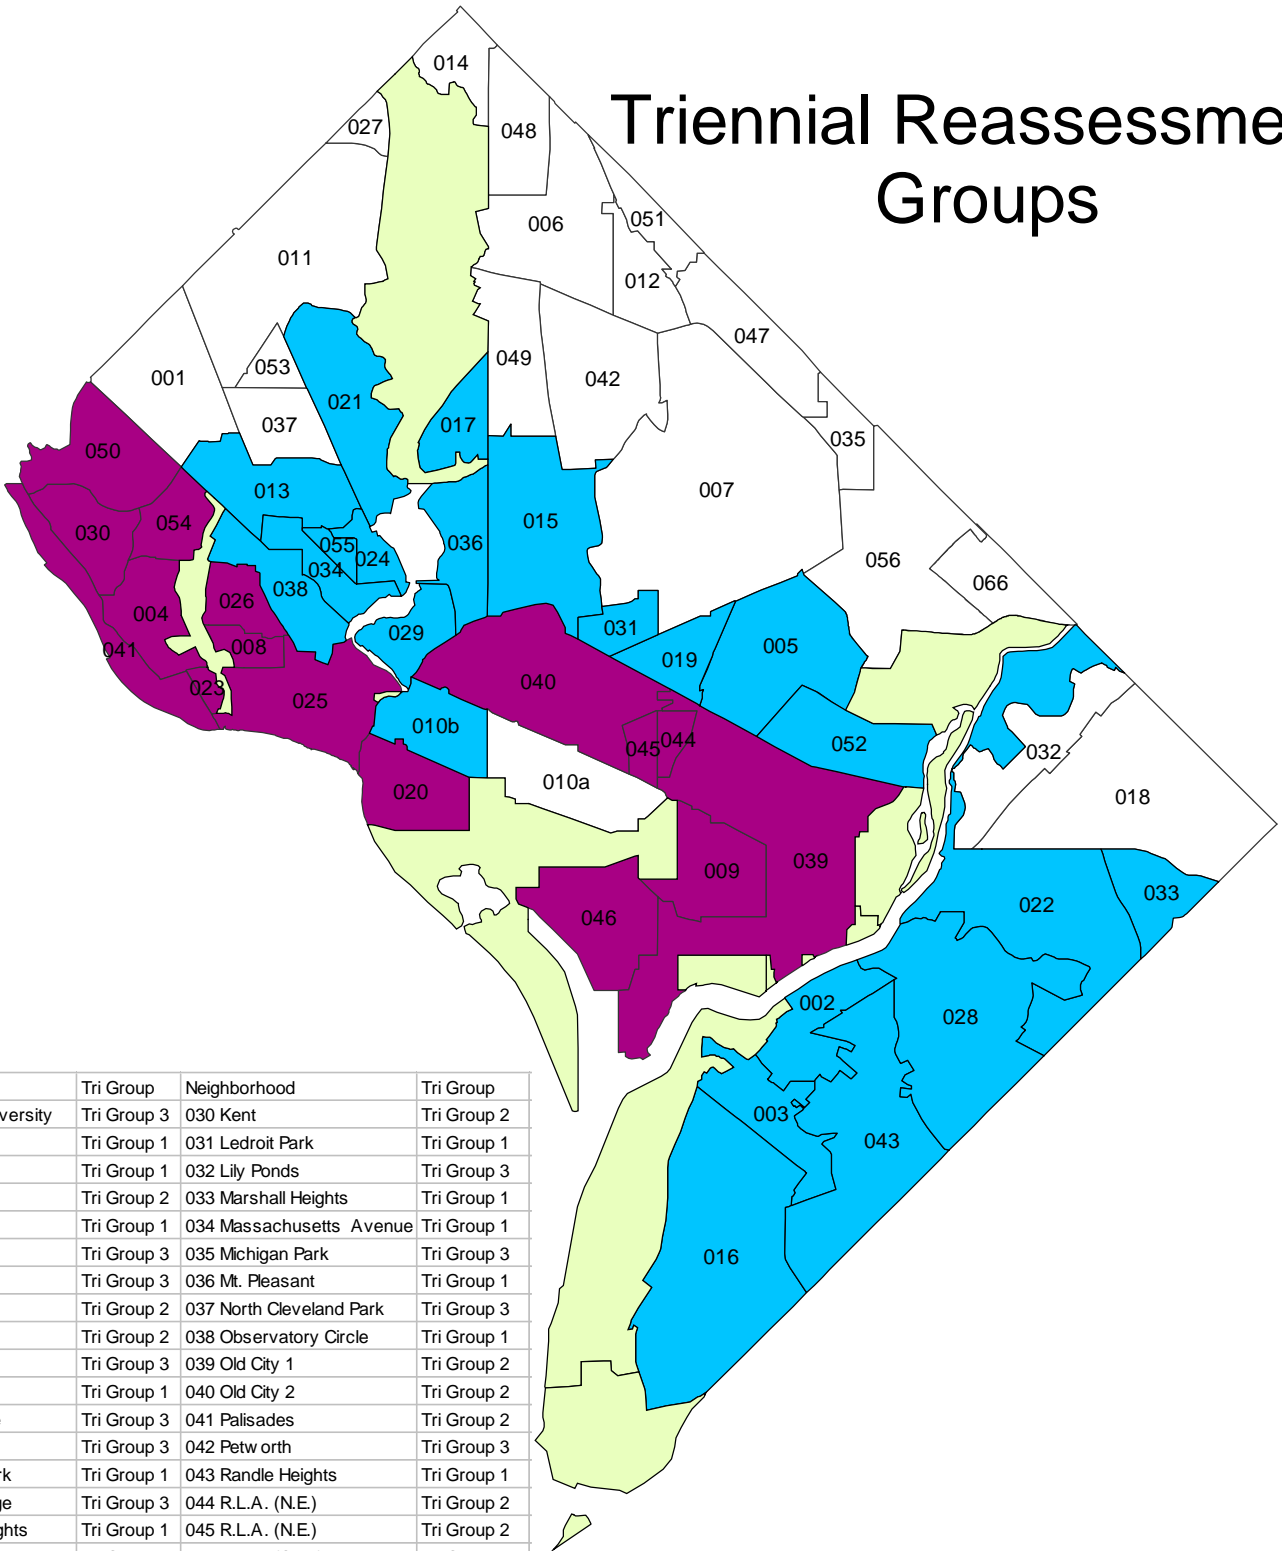 Triennial Reassessme
Groups
014
027
048
051
006
011
012
047
053
049
001
042
021
037
017
035
050
013
007
015
054
030
055
036
024
056
034
038
066
026
004
029
031
008
041
005
019
023
040
025
010b
052
045
044
032
010a
020
018
009
039
033
046
022
002
028
003
043
016
Tri Group Neighborhood Tri Group
versity Tri Group 3 030 Kent Tri Group 2
Tri Group 1 031 Ledroit Park Tri Group 1
Tri Group 1 032 Lily Ponds Tri Group 3
Tri Group 2 033 Marshall Heights Tri Group 1
Tri Group 1 034 Massachusetts Avenue Tri Group 1
Tri Group 3 035 Michigan Park Tri Group 3
Tri Group 3 036 Mt. Pleasant Tri Group 1
Tri Group 2 037 North Cleveland Park Tri Group 3
Tri Group 2 038 Observatory Circle Tri Group 1
Tri Group 3 039 Old City 1 Tri Group 2
Tri Group 1 040 Old City 2 Tri Group 2
Tri Group 3 041 Palisades Tri Group 2
Tri Group 3 042 Petworth Tri Group 3
rk Tri Group 1 043 Randle Heights Tri Group 1
ge Tri Group 3 044 R.L.A. (N.E.) Tri Group 2
ghts Tri Group 1 045 R.L.A. (N.E.) Tri Group 2